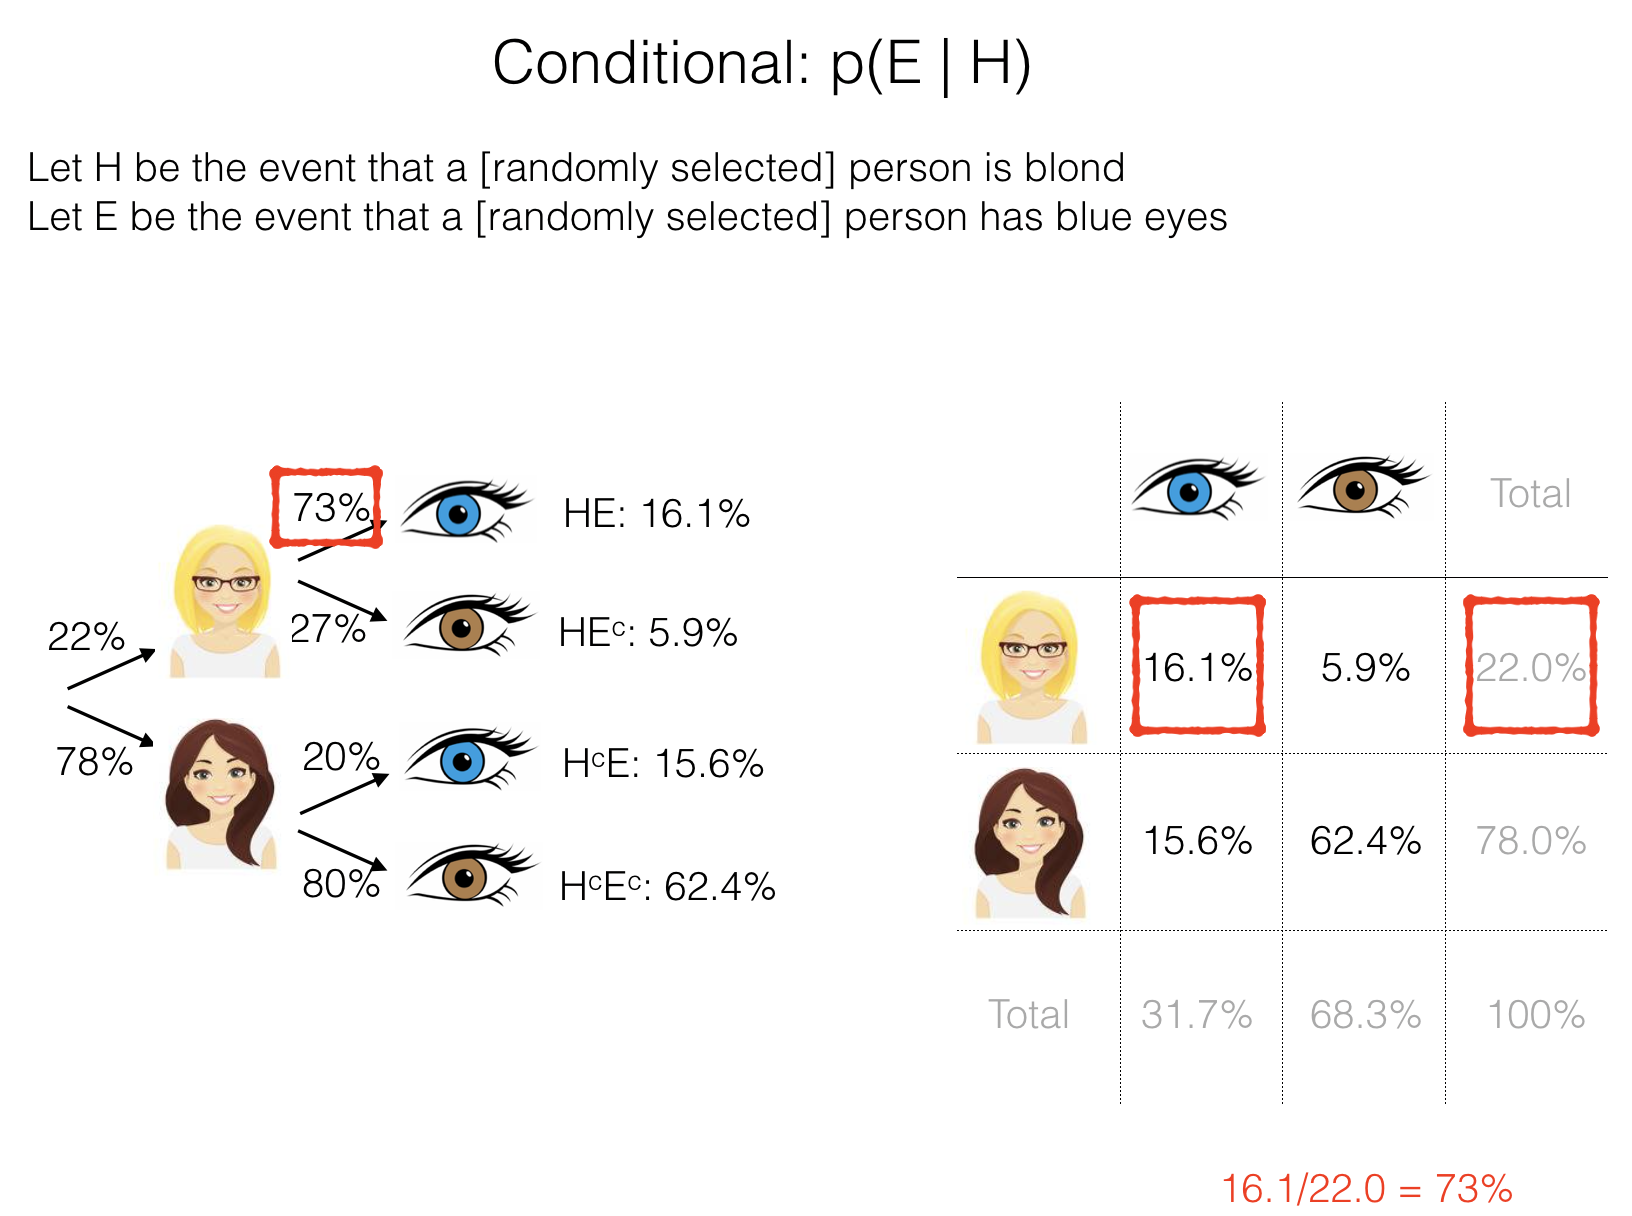 Conditional: p(E | H)
Let H be the event that a [randomly selected] person is blond
Let E be the event that a [randomly selected] person has blue eyes
22%
78%
73%
27%
20%
80%
HE: 16.1%
HEᶜ: 5.9%
HᶜE: 15.6%
HᶜEᶜ: 62.4%
Total
16.1% 5.9% 22.0%
15.6% 62.4% 78.0%
Total 31.7% 68.3% 100%
16.1/22.0 = 73%